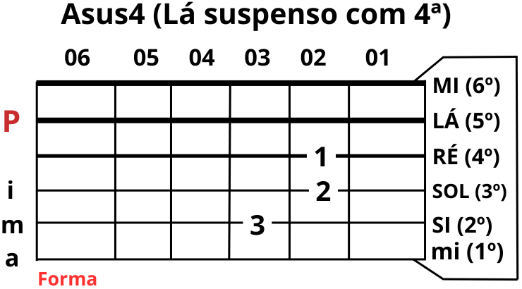 Asus4 (Lá suspenso com 4ª)
06 05 04 03 02 01
MI (6º)
P LÁ (5º)
1 RÉ (4º)
i 2 SOL (3º)
m 3 SI (2º)
a mi (1º)
Forma